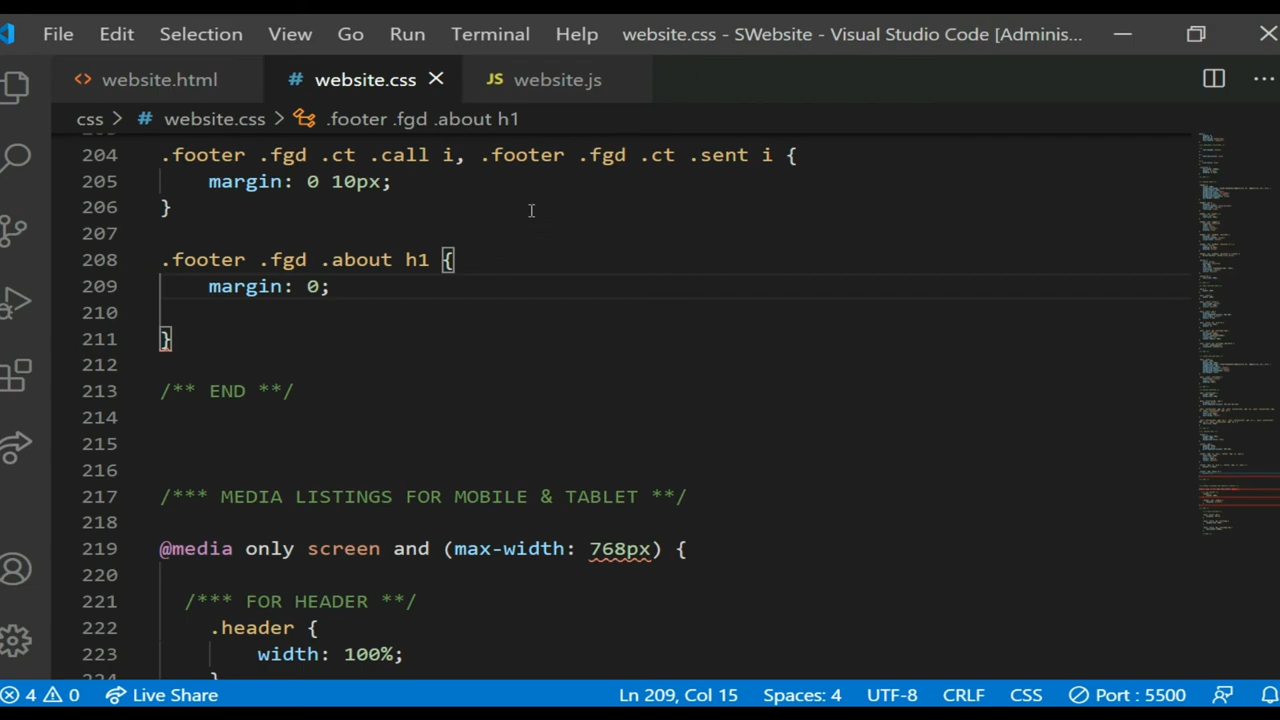 File Edit Selection View Go Run Terminal Help website.css - SWebsite - Visual Studio Code [Adminis...
<> website.html # website.css × JS website.js ...
css > # website.css > .footer .fgd .about h1
204 .footer .fgd .ct .call i, .footer .fgd .ct .sent i {
205 margin: 0 10px;
206 }
207
208 .footer .fgd .about h1 {
209 margin: 0;
210
211 }
212
213 /** END **/
214
215
216
217 /*** MEDIA LISTINGS FOR MOBILE & TABLET **/
218
219 @media only screen and (max-width: 768px) {
220
221 /*** FOR HEADER **/
222 .header {
223 width: 100%;
4 0 Live Share Ln 209, Col 15 Spaces: 4 UTF-8 CRLF CSS Port : 5500